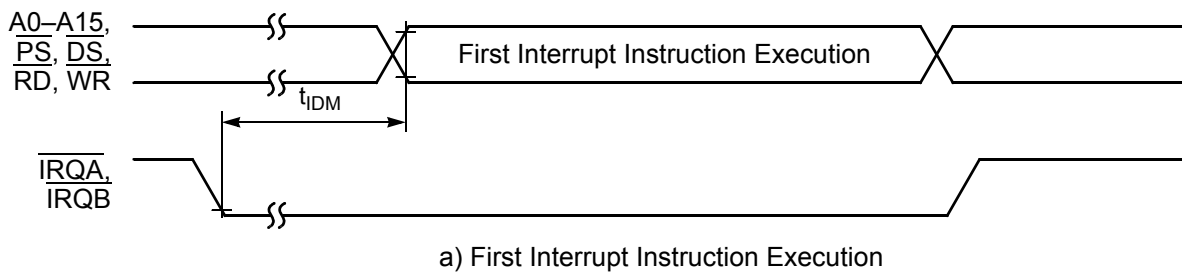 A0–A15,
PS, DS,
RD, WR
First Interrupt Instruction Execution
tIDM
IRQA,
IRQB
a) First Interrupt Instruction Execution